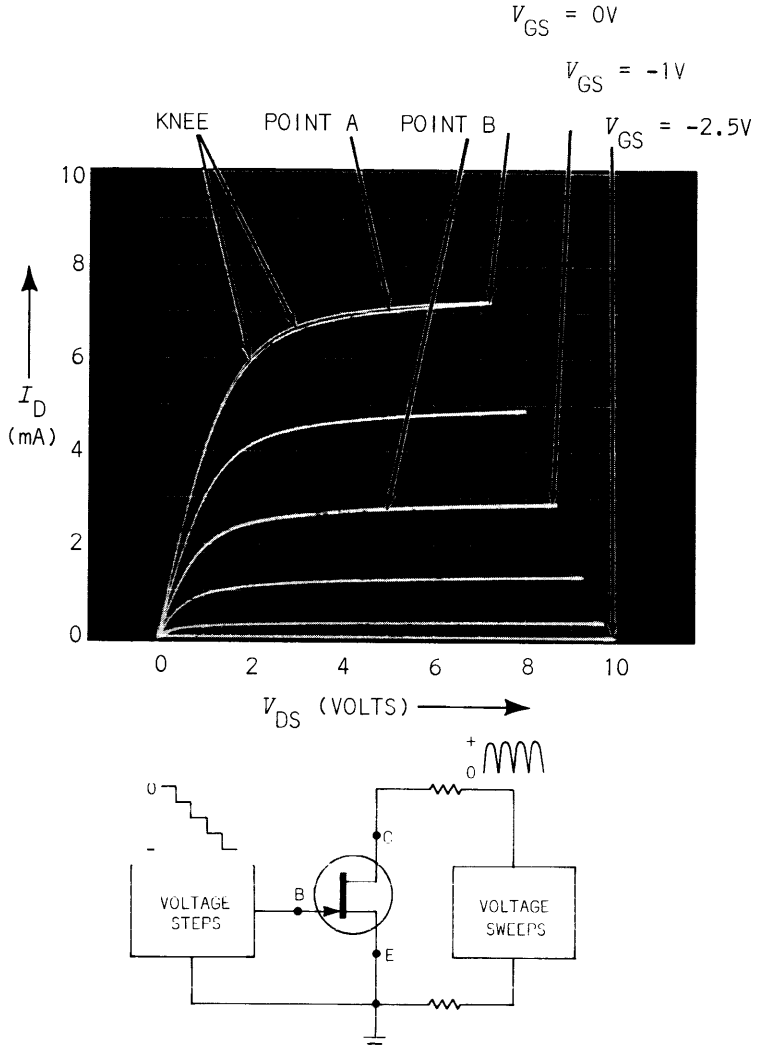 VGS = 0V
VGS = -1V
KNEE POINT A POINT B VGS = -2.5V
10
8
6
ID
(mA)
4
2
0
0 2 4 6 8 10
VDS (VOLTS)
+
0
0
-
C
B
VOLTAGE
STEPS
VOLTAGE
SWEEPS
E